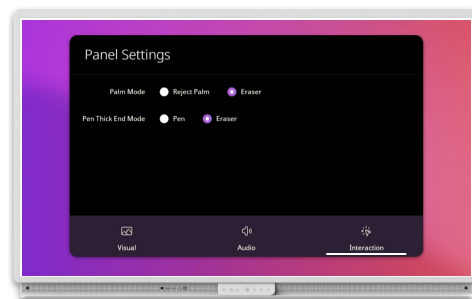 Panel Settings
Palm Mode Reject Palm Eraser
Pen Thick End Mode Pen Eraser
Visual Audio Interaction